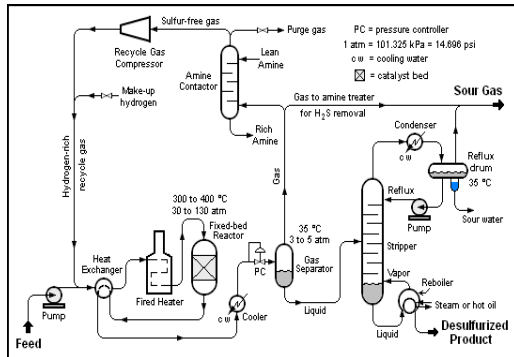 Sulfur-free gas
Purge gas
PC = pressure controller
1 atm = 101.325 kPa = 14.696 psi
c w = cooling water
= catalyst bed
Recycle Gas
Compressor
Lean
Amine
Amine
Contactor
Rich
Amine
Make-up
hydrogen
Hydrogen-rich
recycle gas
Gas to amine treater
for H₂S removal
Sour Gas
Condenser
c w
Reflux
drum
35 °C
Reflux
Pump
Sour water
Gas
300 to 400 °C
30 to 130 atm
Fixed-bed
Reactor
Heat
Exchanger
Fired Heater
PC
35 °C
3 to 5 atm
Gas
Separator
Stripper
Vapor
Reboiler
Steam or hot oil
c w
Cooler
Liquid
Liquid
Pump
Feed
Desulfurized
Product